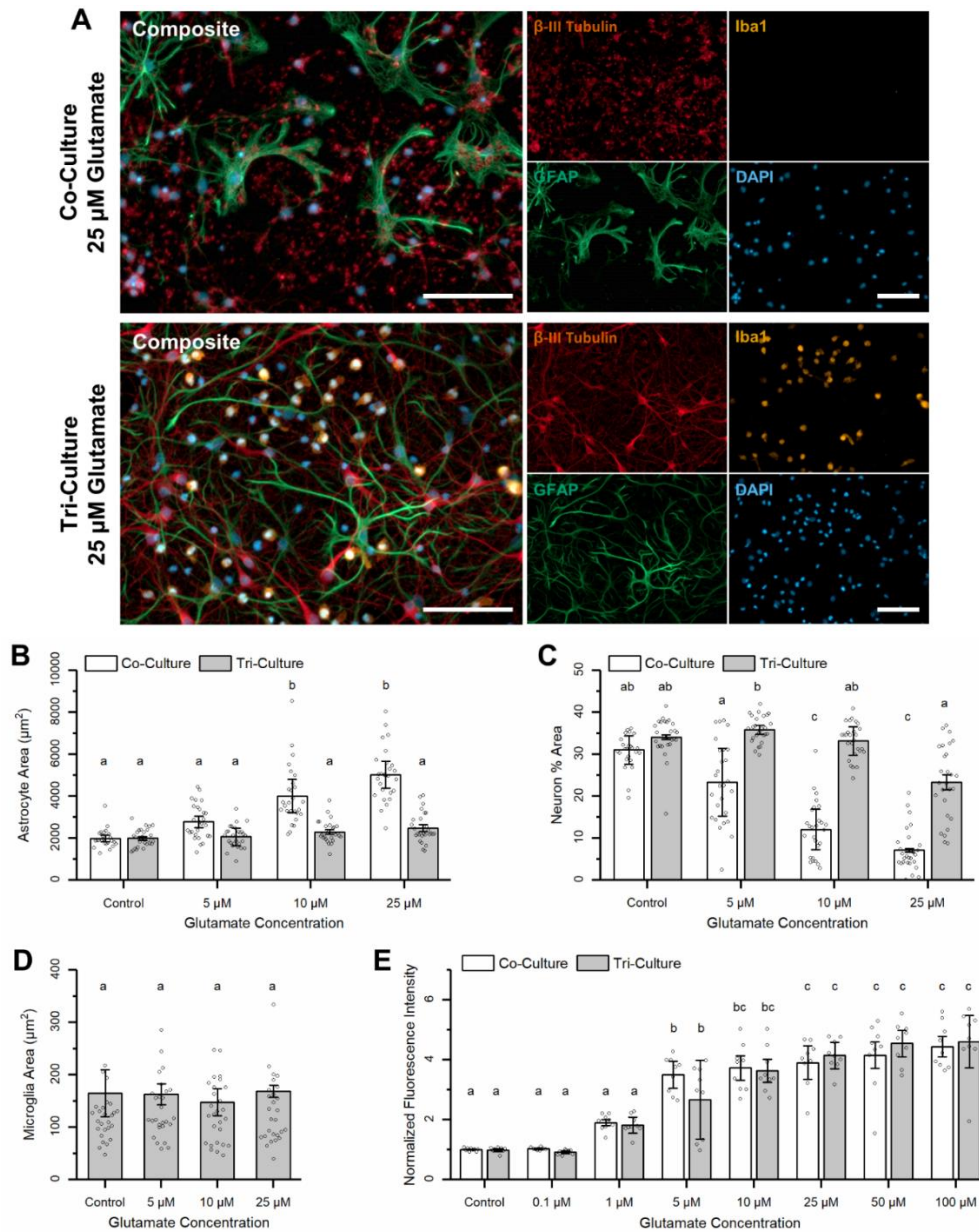 A
Composite
β-III Tubulin
Iba1
Co-Culture
25 µM Glutamate
GFAP
DAPI
Composite
β-III Tubulin
Iba1
Tri-Culture
25 µM Glutamate
GFAP
DAPI
B
Co-Culture
Tri-Culture
Astrocyte Area (µm²)
10000
8000
6000
4000
2000
0
a a a a b a b a
Control 5 µM 10 µM 25 µM
Glutamate Concentration
C
Co-Culture
Tri-Culture
Neuron % Area
50
40
30
20
10
0
ab ab a b c ab c a
Control 5 µM 10 µM 25 µM
Glutamate Concentration
D
Microglia Area (µm²)
400
300
200
100
0
a a a a
Control 5 µM 10 µM 25 µM
Glutamate Concentration
E
Co-Culture
Tri-Culture
Normalized Fluorescence Intensity
6
4
2
0
a a a a a a b b bc bc c c c c c c
Control 0.1 µM 1 µM 5 µM 10 µM 25 µM 50 µM 100 µM
Glutamate Concentration